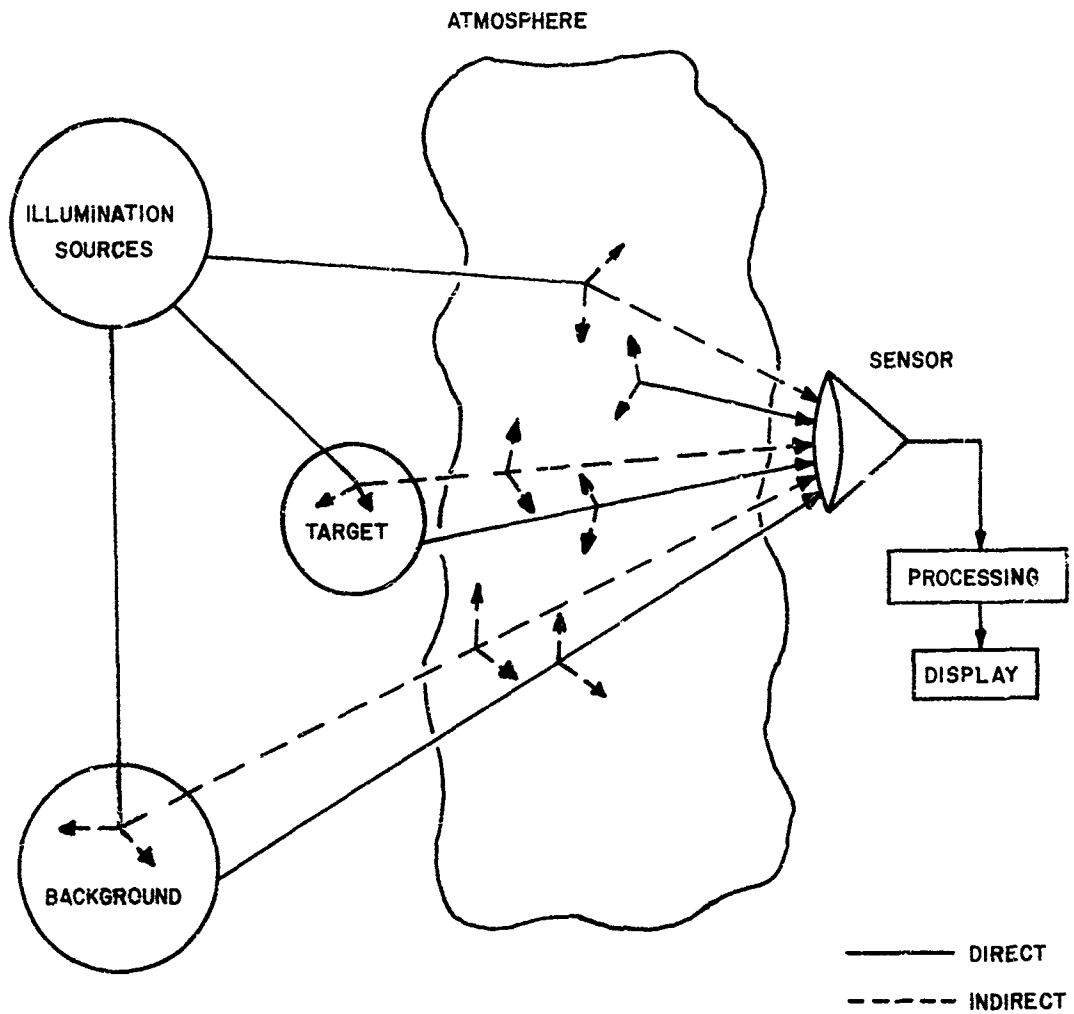 ATMOSPHERE
ILLUMINATION
SOURCES
SENSOR
TARGET
PROCESSING
DISPLAY
BACKGROUND
DIRECT
INDIRECT